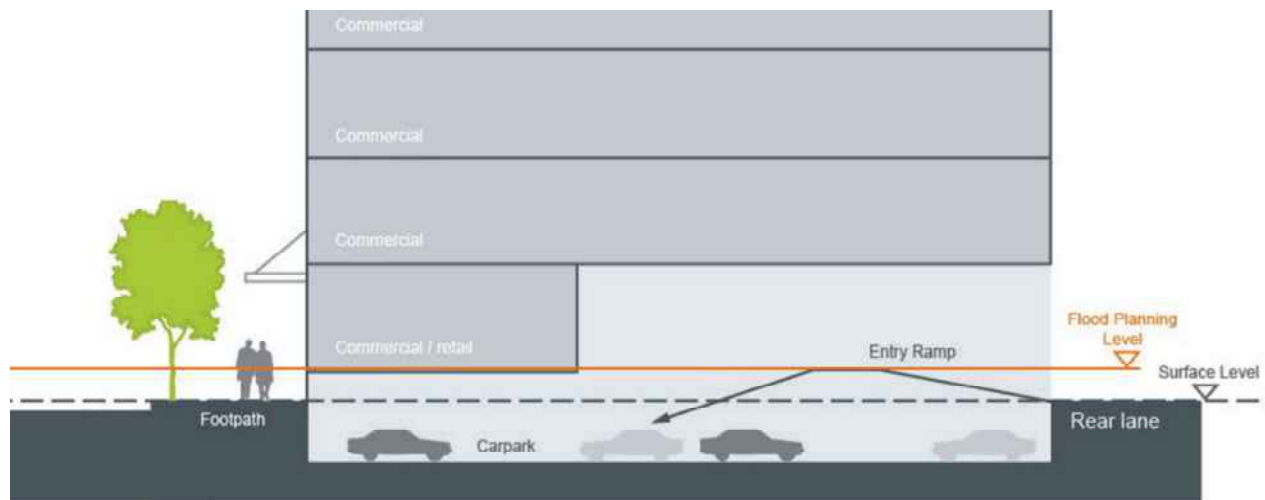 Commercial
Commercial
Commercial
Commercial / retail
Flood Planning
Level
Entry Ramp
Surface Level
Footpath
Rear lane
Carpark